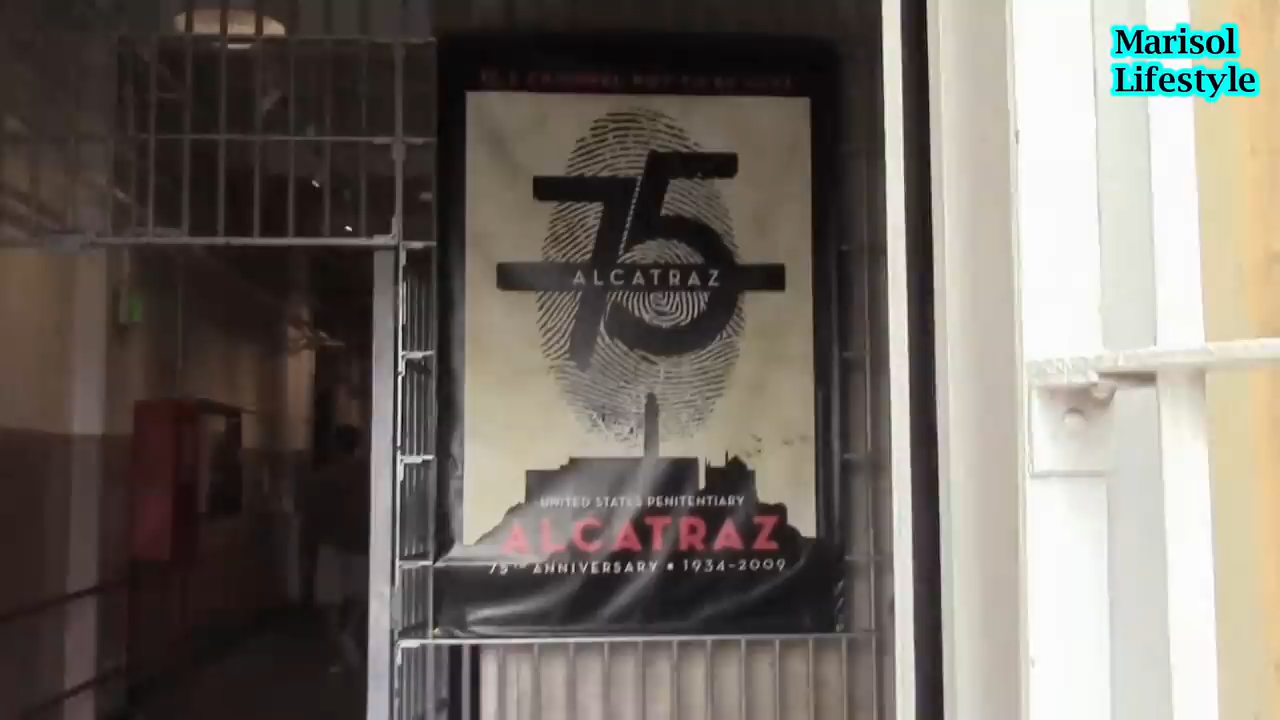 Marisol
Lifestyle
75
ALCATRAZ
UNITED STATES PENITENTIARY
ALCATRAZ
75TH ANNIVERSARY • 1934-2009